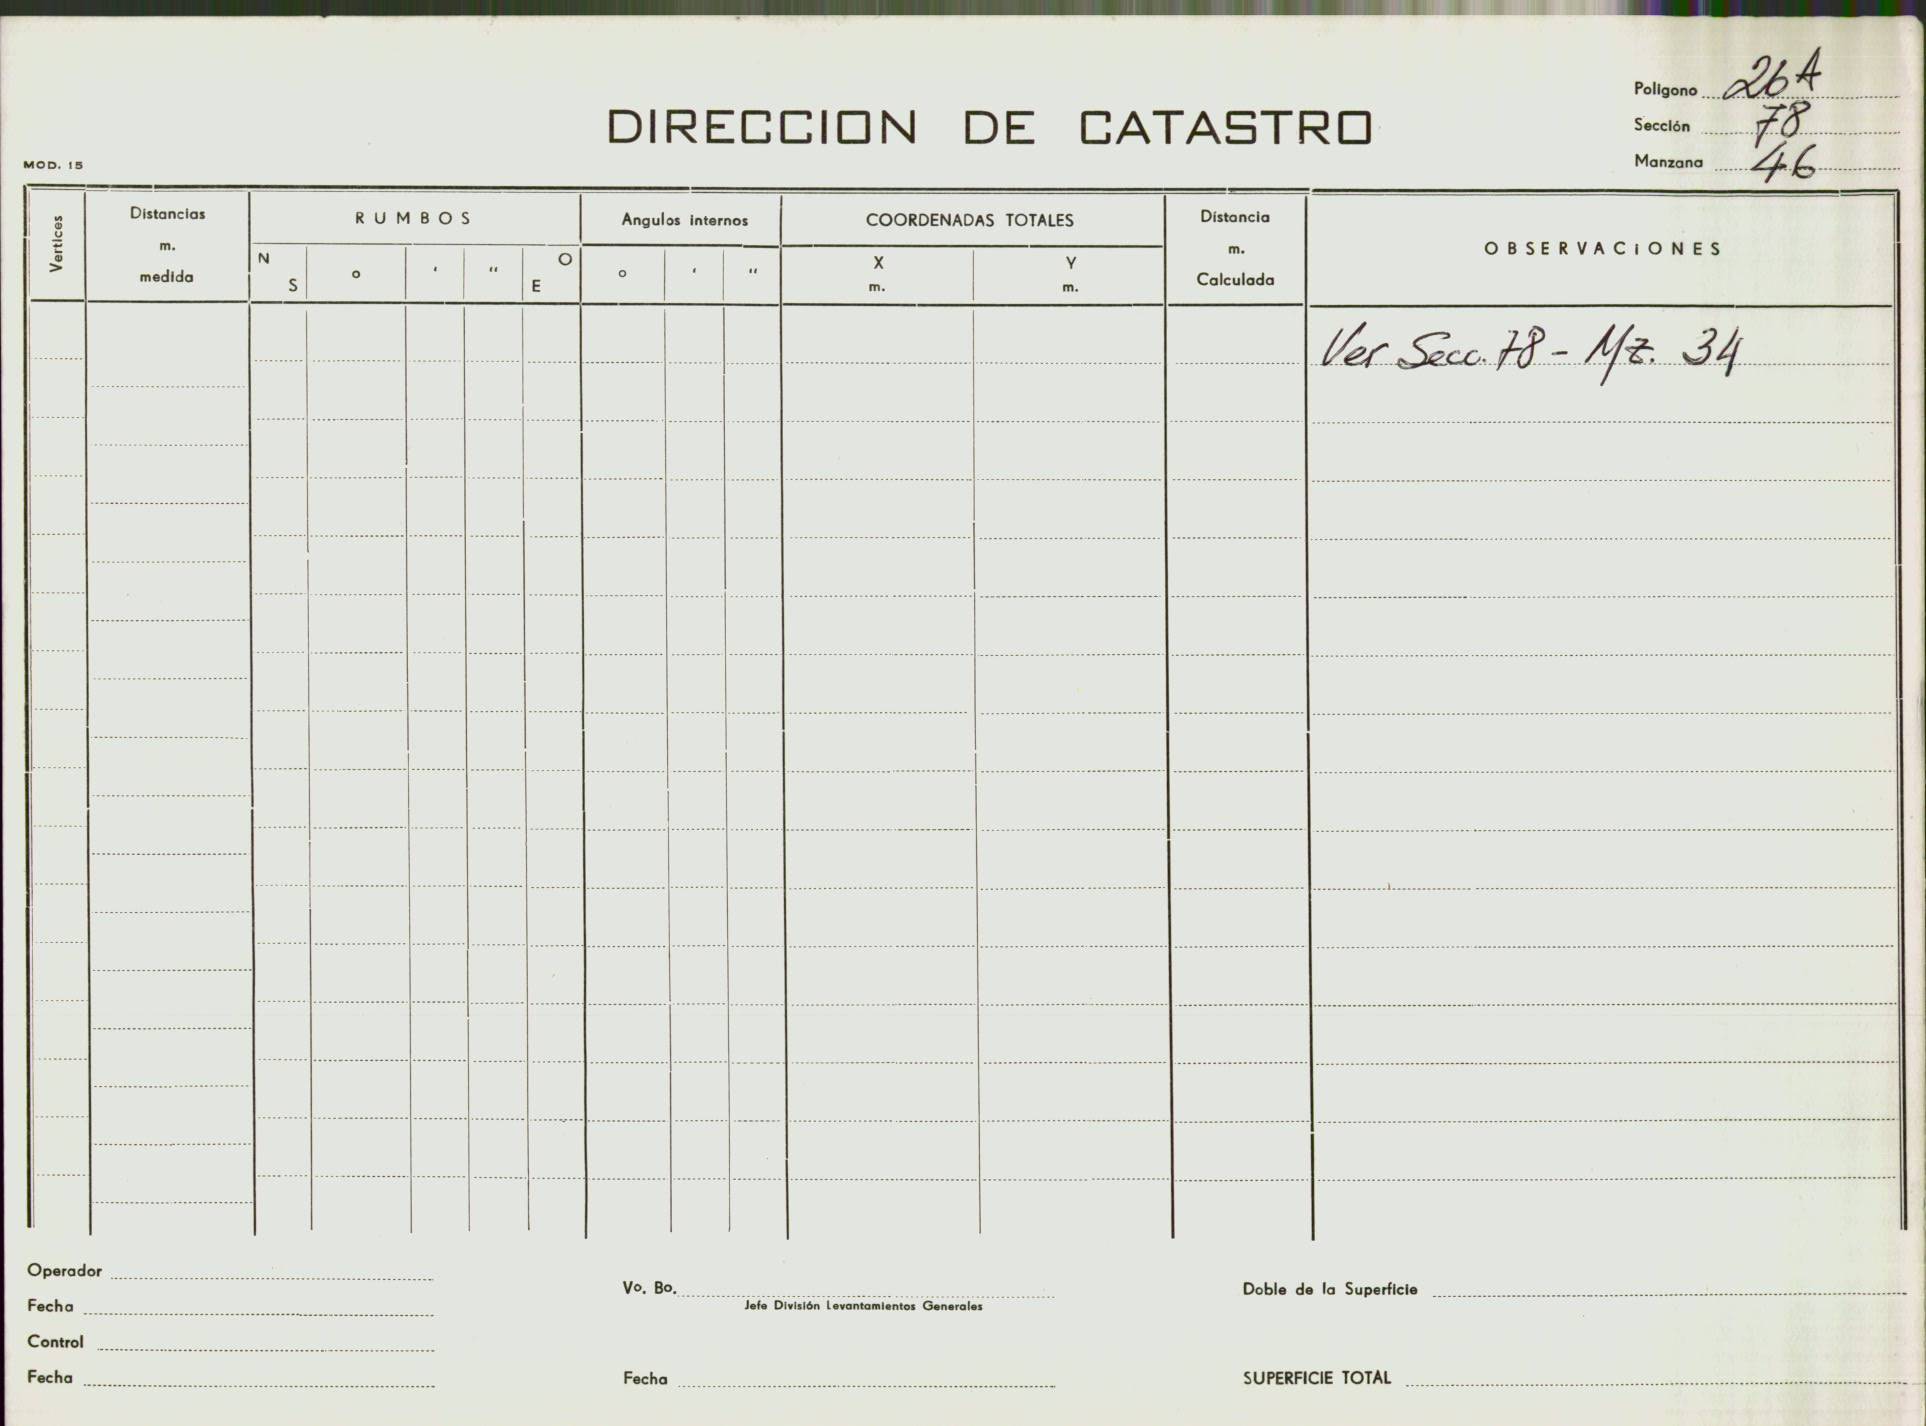 Poligono 26A
DIRECCION DE CATASTRO
Sección 78
MOD. 15
Manzana 46
Vertices
Distancias
m.
medida
RUMBOS
N
S
o
'
"
O
E
Angulos internos
o
'
"
COORDENADAS TOTALES
X
m.
Y
m.
Distancia
m.
Calculada
OBSERVACiONES
Ver Secc. 78 - Mz. 34
Operador
Fecha
Control
Fecha
Vo. Bo.
Jefe División Levantamientos Generales
Fecha
Doble de la Superficie
SUPERFICIE TOTAL